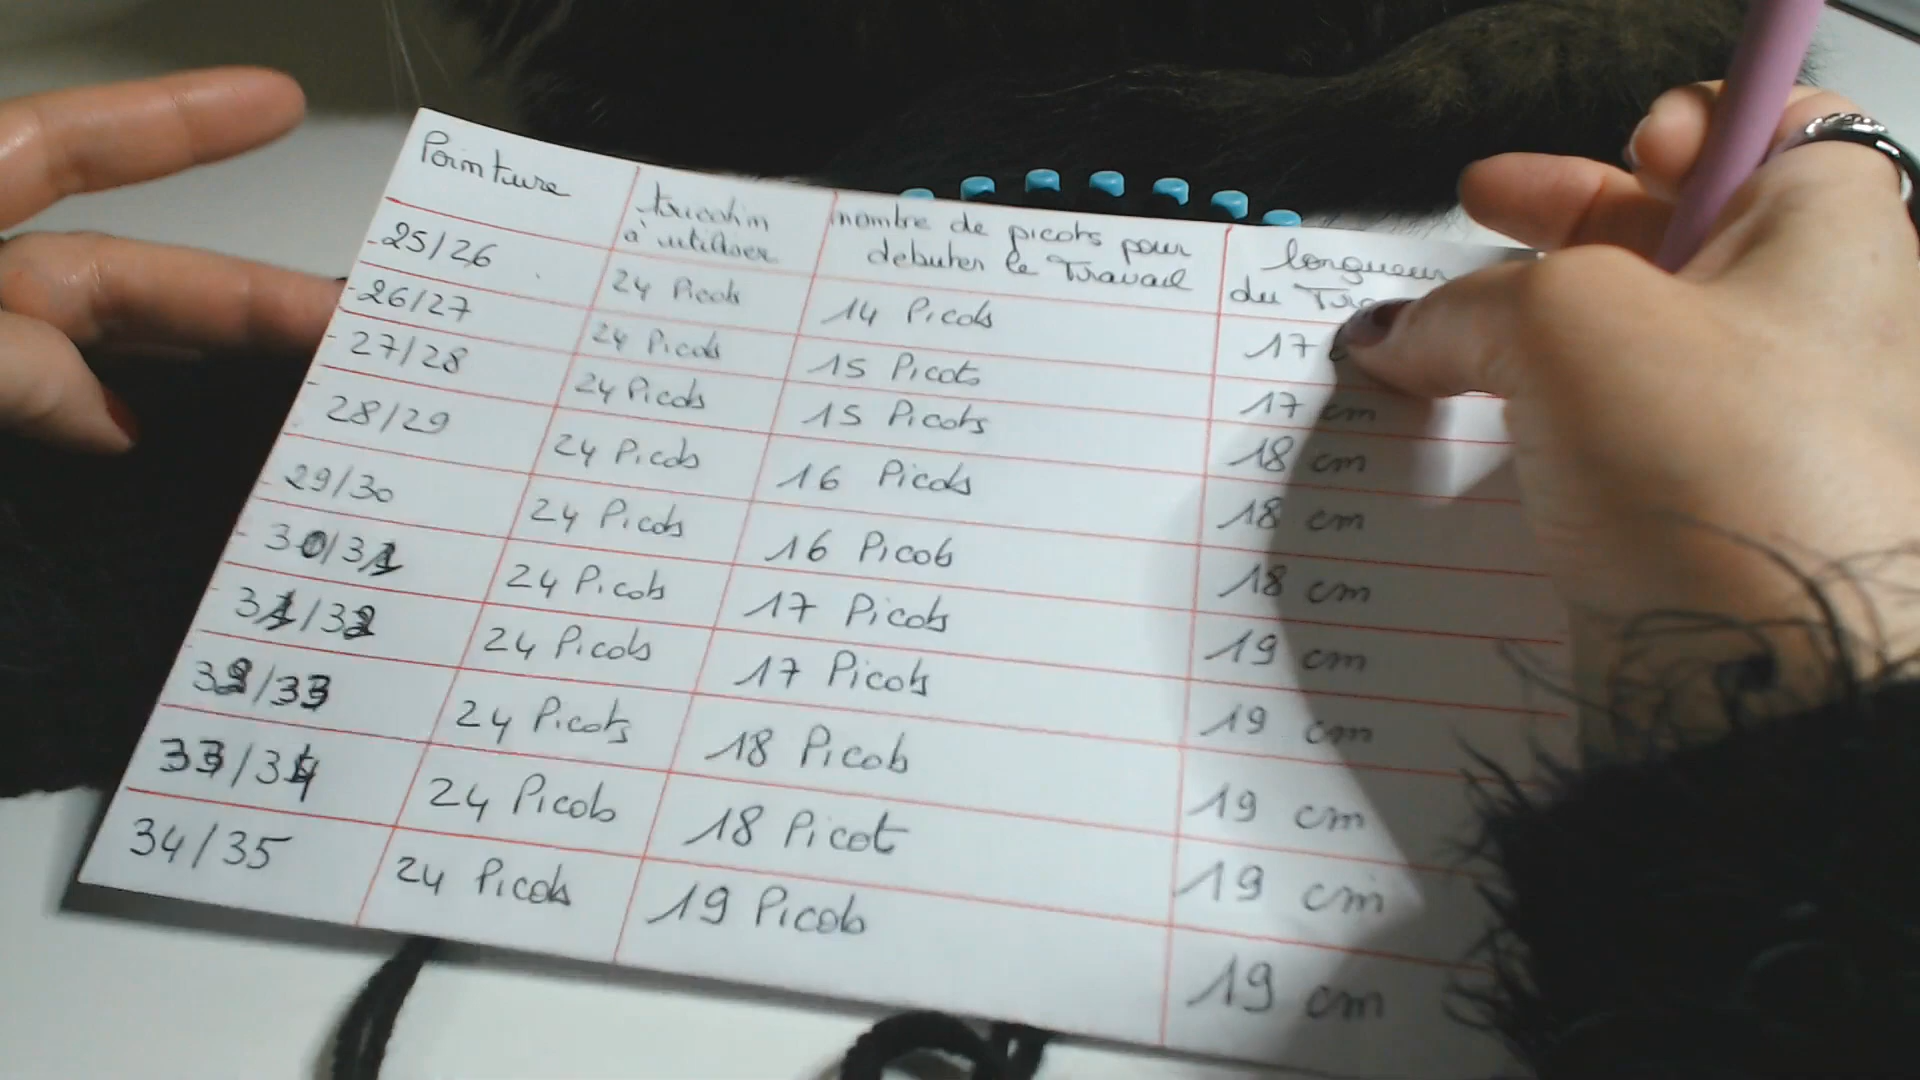 Pointure
tricotin
à utiliser
nombre de picots pour
debuter le Travail
longueur
du
25/26 24 Picots 14 Picots 17
26/27 24 Picots 15 Picots 17 cm
27/28 24 Picots 15 Picots 18 cm
28/29 24 Picots 16 Picots 18 cm
29/30 24 Picots 16 Picots 18 cm
30/31 24 Picots 17 Picots 19 cm
31/32 24 Picots 17 Picots 19 cm
32/33 24 Picots 18 Picots 19 cm
33/34 24 Picots 18 Picot 19 cm
34/35 24 Picots 19 Picots 19 cm